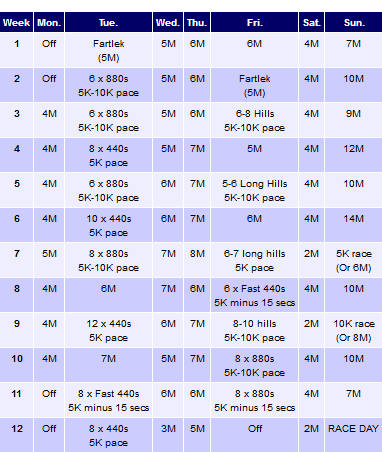 Week Mon. Tue. Wed. Thu. Fri. Sat. Sun.
1 Off Fartlek (5M) 5M 6M 6M 4M 7M
2 Off 6 x 880s 5K-10K pace 5M 6M Fartlek (5M) 4M 10M
3 4M 6 x 880s 5K-10K pace 5M 6M 6-8 Hills 5K-10K pace 4M 9M
4 4M 8 x 440s 5K pace 5M 7M 5M 4M 12M
5 4M 6 x 880s 5K-10K pace 6M 7M 5-6 Long Hills 5K-10K pace 4M 10M
6 4M 10 x 440s 5K pace 6M 7M 6M 4M 14M
7 5M 8 x 880s 5K-10K pace 7M 8M 6-7 long hills 5K pace 2M 5K race (Or 6M)
8 4M 6M 7M 6M 6 x Fast 440s 5K minus 15 secs 4M 10M
9 4M 12 x 440s 5K pace 6M 7M 8-10 hills 5K-10K pace 2M 10K race (Or 8M)
10 4M 7M 5M 7M 8 x 880s 5K-10K pace 4M 10M
11 Off 8 x Fast 440s 5K minus 15 secs 6M 6M 8 x 880s 5K minus 15 secs 4M 7M
12 Off 8 x 440s 5K pace 3M 5M Off 2M RACE DAY